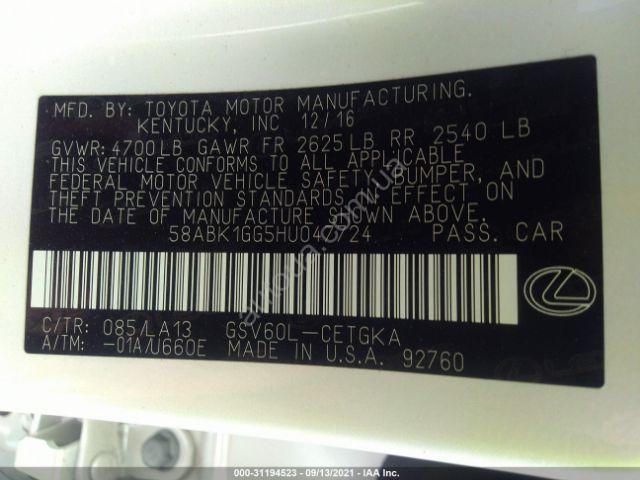 MFD. BY: TOYOTA MOTOR MANUFACTURING.
KENTUCKY, INC 12/16
GVWR: 4700LB GAWR FR 2625LB RR 2540 LB
THIS VEHICLE CONFORMS TO ALL APPLICABLE
FEDERAL MOTOR VEHICLE SAFETY, BUMPER, AND
THEFT PREVENTION STANDARDS IN EFFECT ON
THE DATE OF MANUFACTURE SHOWN ABOVE.
PASS. CAR
C/TR: 085/LA13 GSV60L-CETGKA
A/TM: -01A/U660E MADE IN U.S.A. 92760
000-31194523 - 09/13/2021 - IAA Inc.